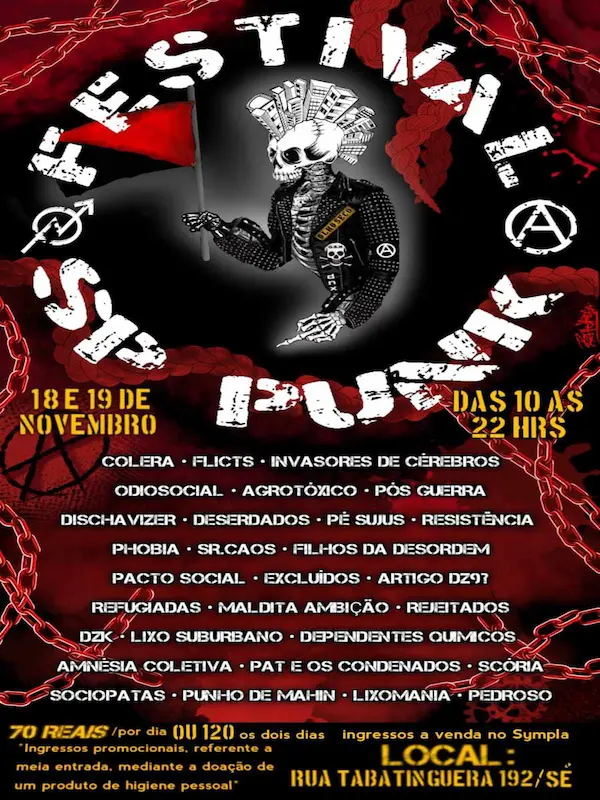 FESTIVAL
SP PUNK
18 E 19 DE
NOVEMBRO
DAS 10 AS
22 HRS
COLERA • FLICTS • INVASORES DE CÉREBROS
ODIOSOCIAL • AGROTÓXICO • PÓS GUERRA
DISCHAVIZER • DESERDADOS • PÉ SUJUS • RESISTÊNCIA
PHOBIA • SR.CAOS • FILHOS DA DESORDEM
PACTO SOCIAL • EXCLUÍDOS • ARTIGO DZ9?
REFUGIADAS • MALDITA AMBIÇÃO • REJEITADOS
DZK • LIXO SUBURBANO • DEPENDENTES QUIMICOS
AMNÉSIA COLETIVA • PAT E OS CONDENADOS • SCÓRIA
SOCIOPATAS • PUNHO DE MAHIN • LIXOMANIA • PEDROSO
70 REAIS /por dia OU 120 os dois dias ingressos a venda no Sympla
"Ingressos promocionais, referente a
meia entrada, mediante a doação de
um produto de higiene pessoal"
LOCAL:
RUA TABATINGUERA 192/SÉ